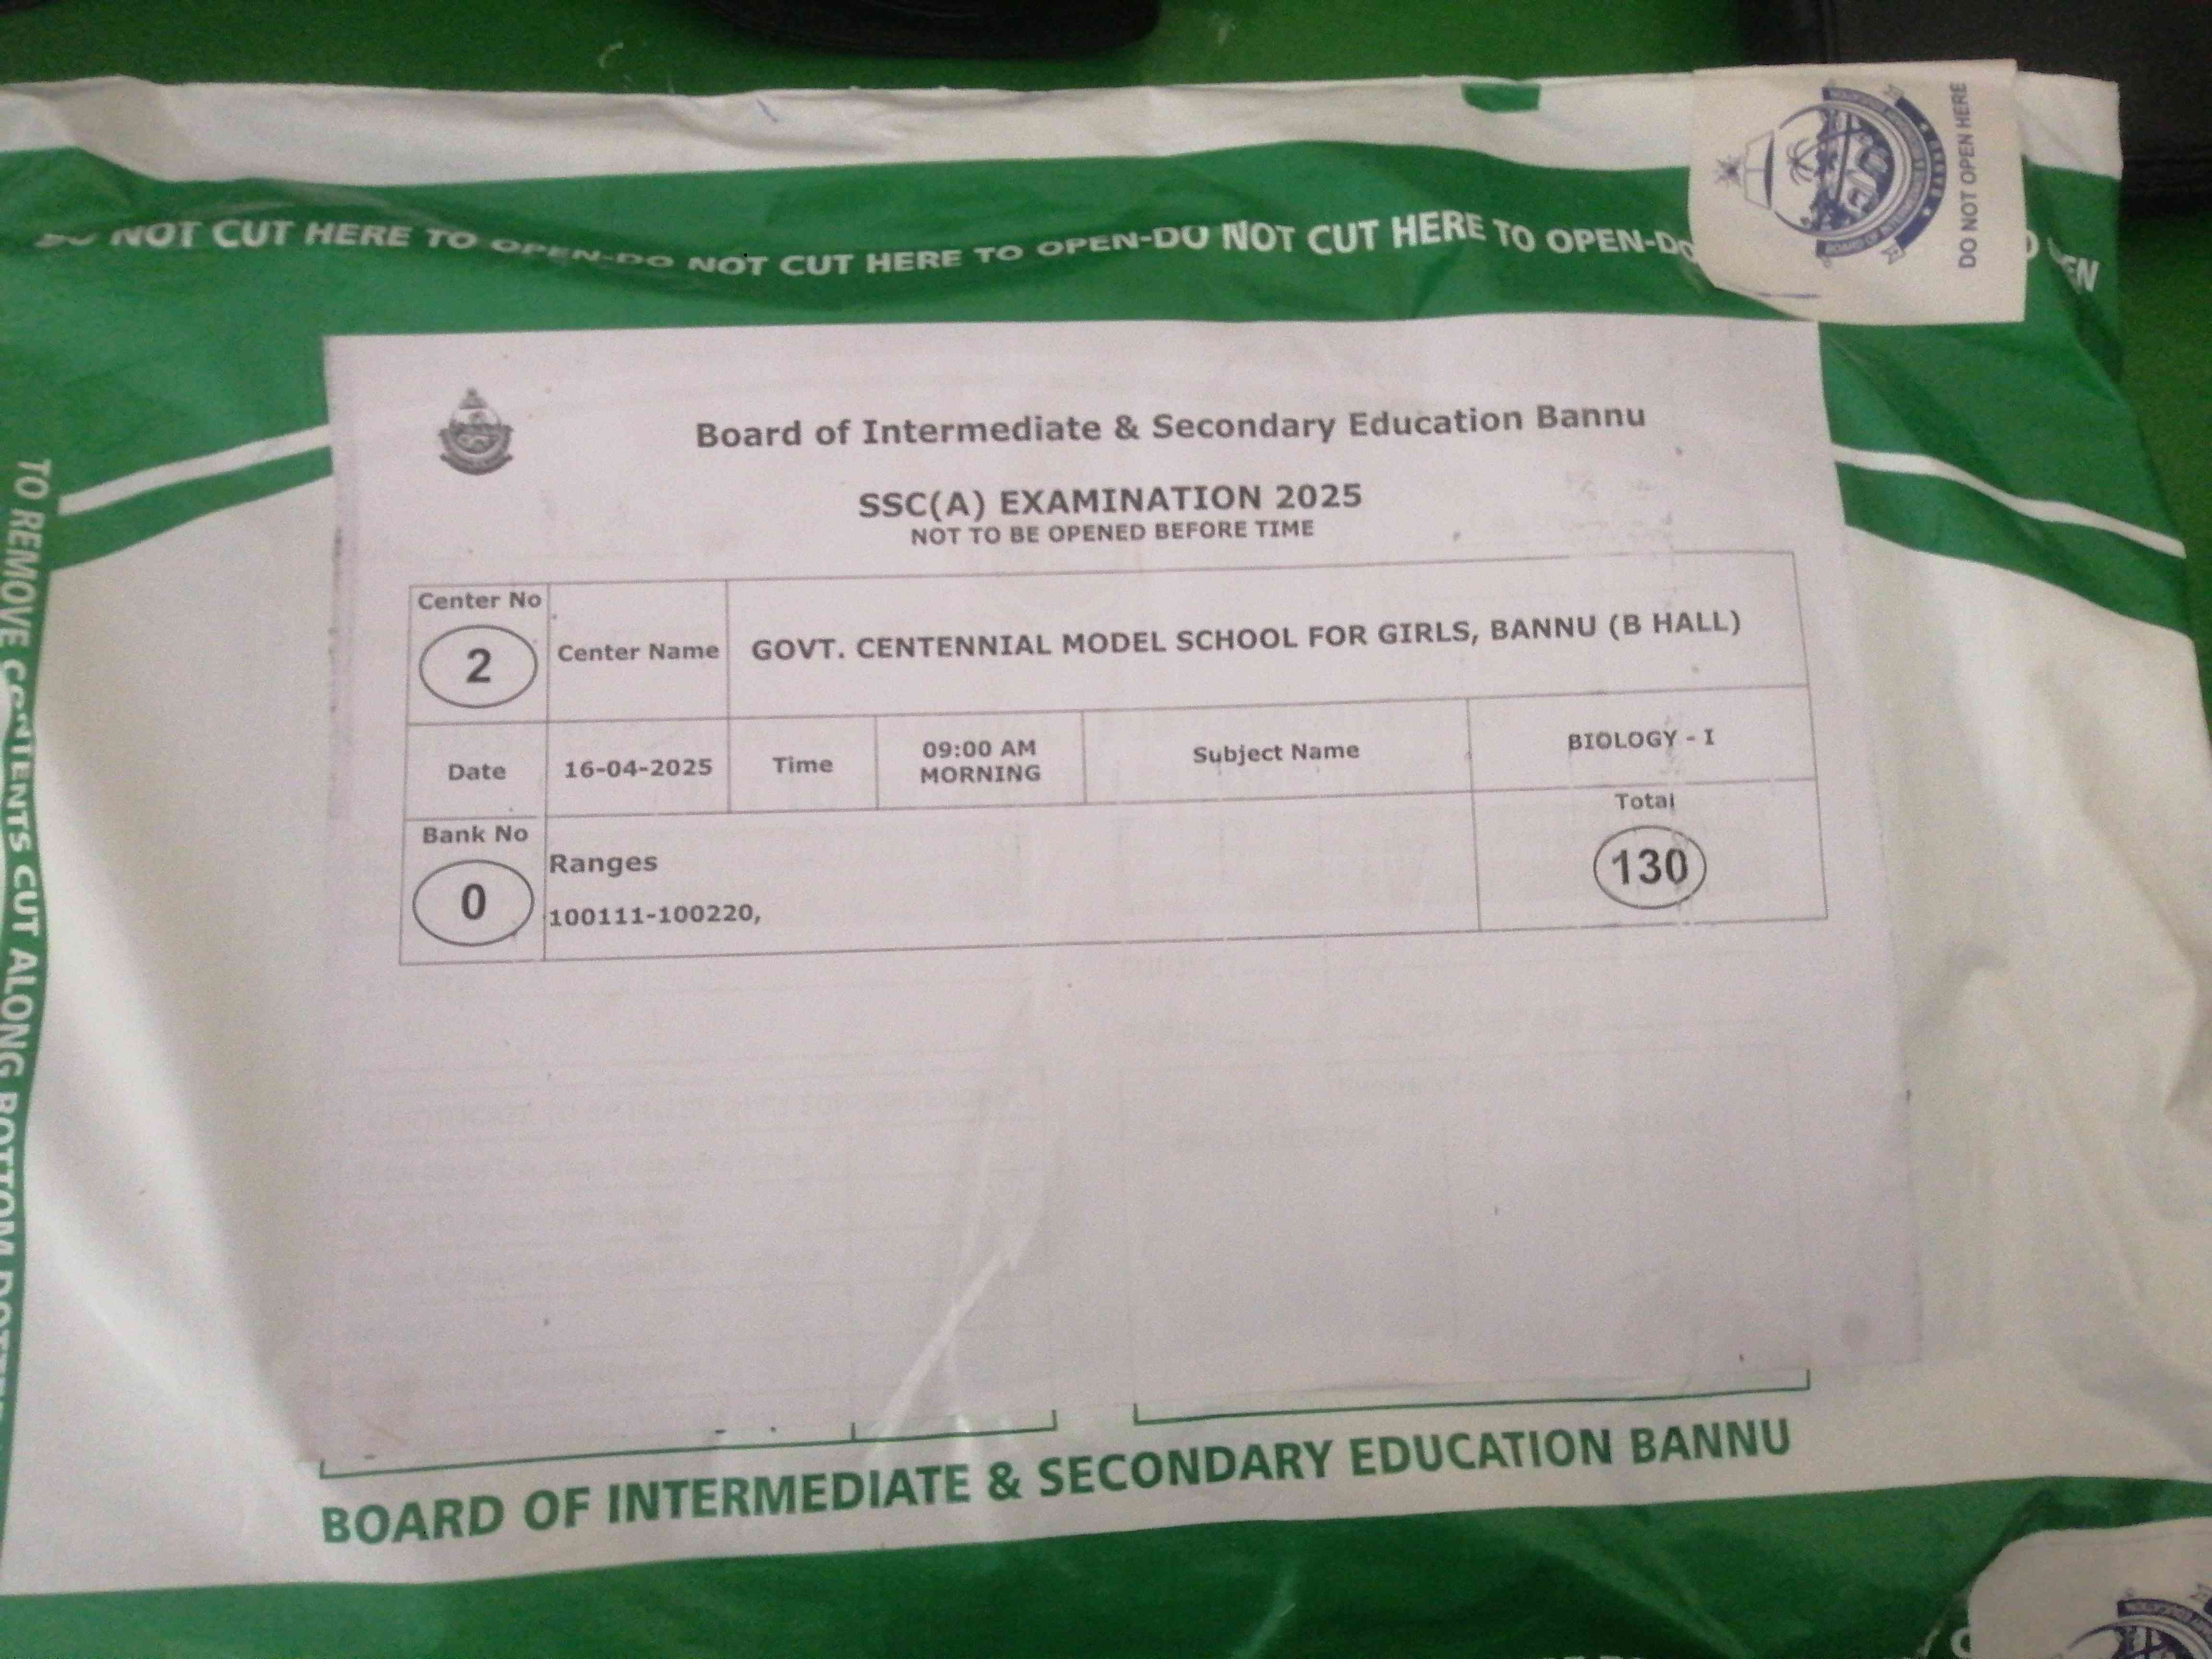 NOT CUT HERE TO OPEN-DO NOT CUT HERE TO OPEN-DO NOT CUT HERE TO OPEN-DO
DO NOT OPEN HERE
Board of Intermediate & Secondary Education Bannu
SSC(A) EXAMINATION 2025
NOT TO BE OPENED BEFORE TIME
Center No
2
Center Name
GOVT. CENTENNIAL MODEL SCHOOL FOR GIRLS, BANNU (B HALL)
Date
16-04-2025
Time
09:00 AM
MORNING
Subject Name
BIOLOGY - I
Bank No
0
Ranges
100111-100220,
Total
130
TO REMOVE CONTENTS CUT ALONG BOTTOM
BOARD OF INTERMEDIATE & SECONDARY EDUCATION BANNU